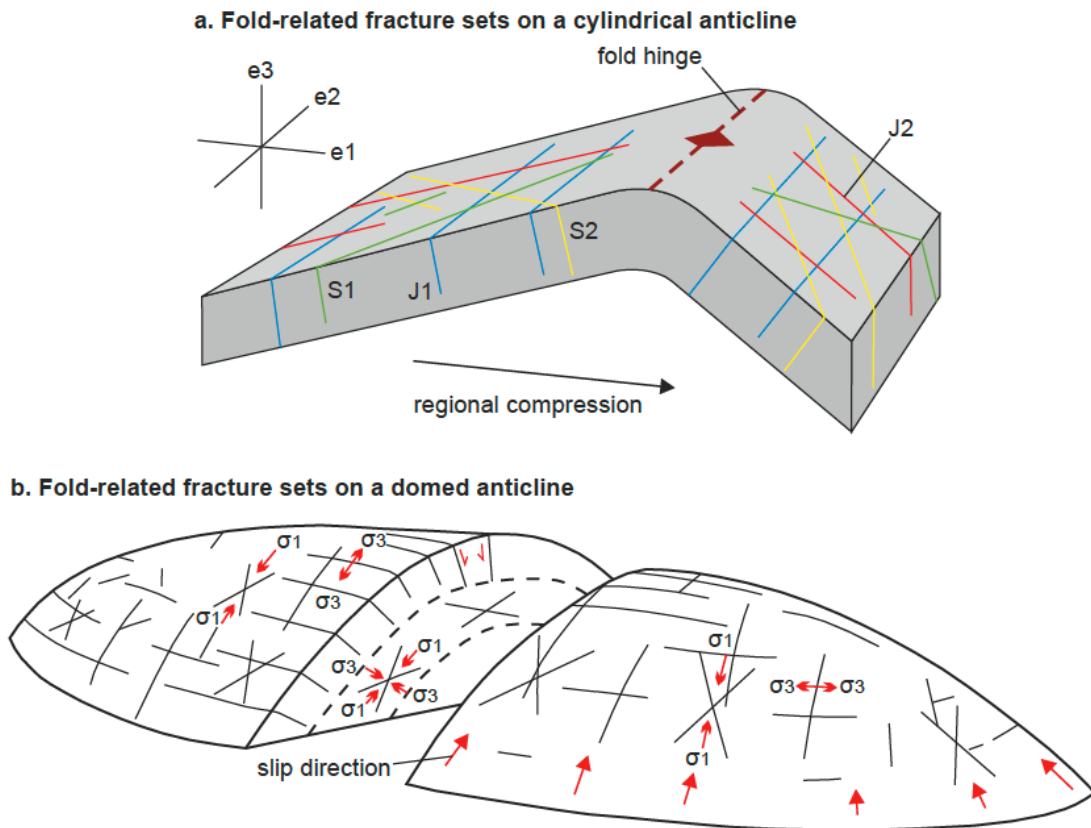 a. Fold-related fracture sets on a cylindrical anticline
fold hinge
e3
e2
e1
J2
S2
S1
J1
regional compression
b. Fold-related fracture sets on a domed anticline
σ1
σ3
σ3
σ1
σ1
σ3
σ1
σ3
σ1
σ3
σ3
σ1
slip direction